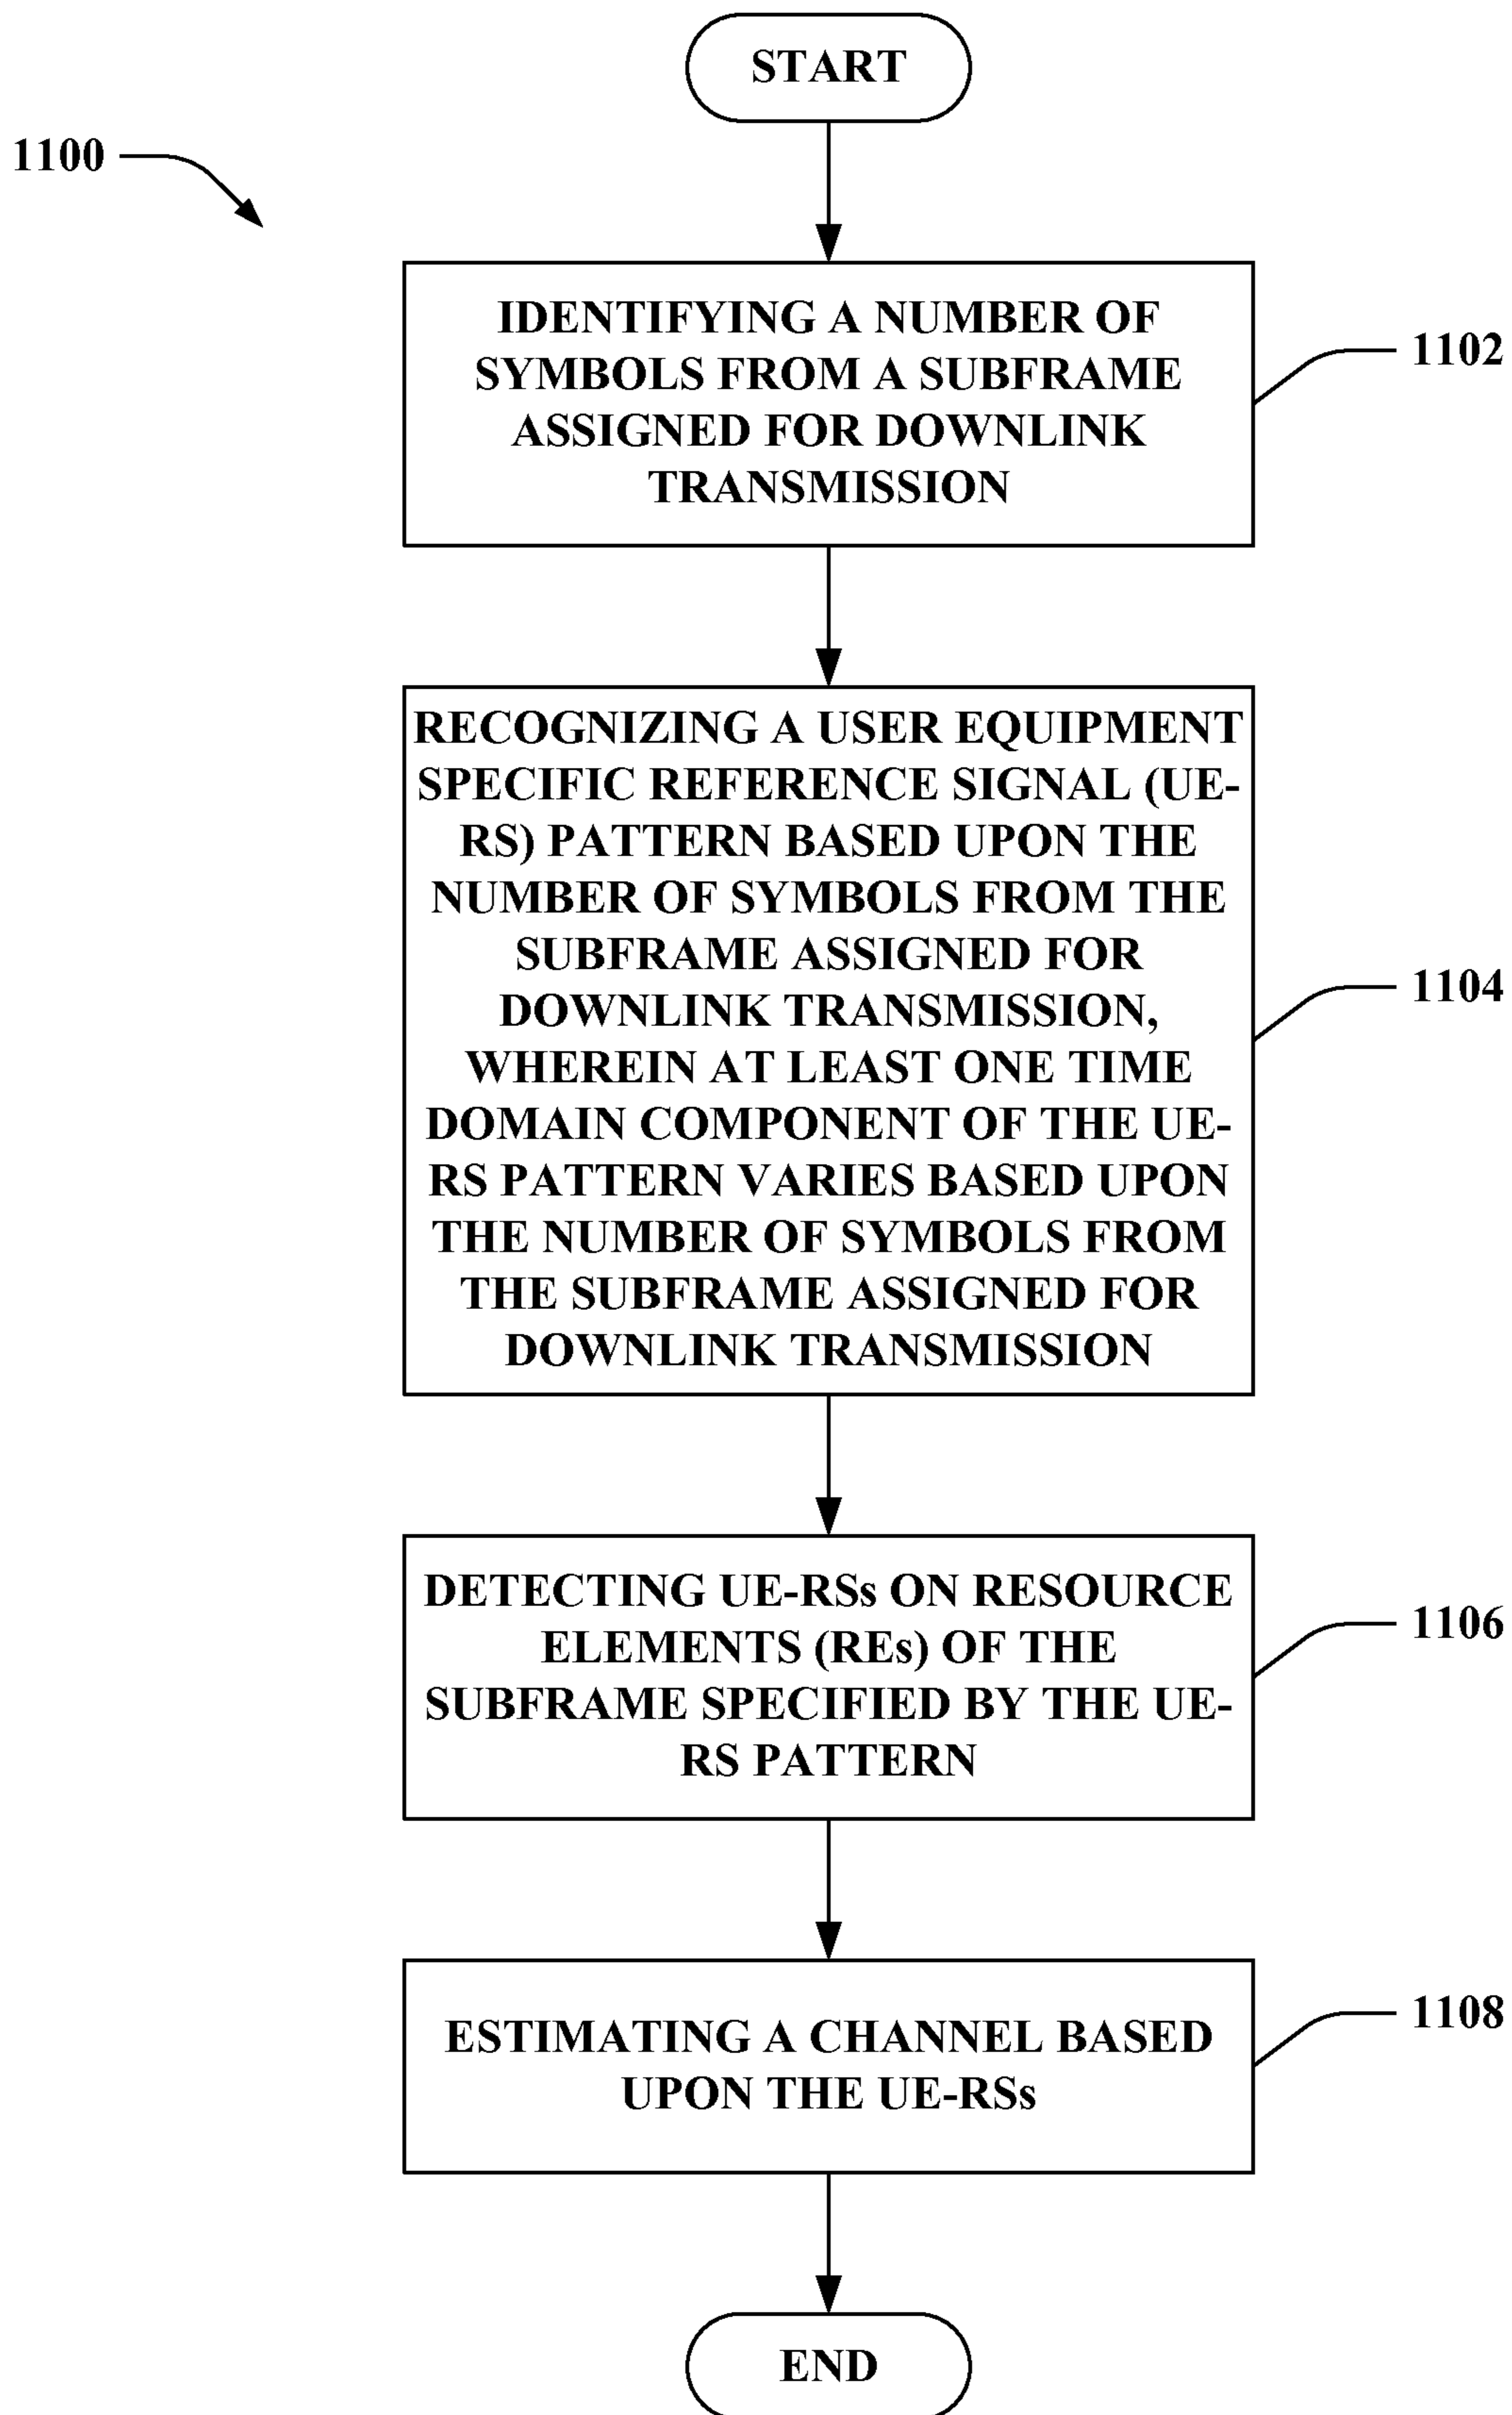 START
1100
IDENTIFYING A NUMBER OF
SYMBOLS FROM A SUBFRAME
ASSIGNED FOR DOWNLINK
TRANSMISSION
1102
RECOGNIZING A USER EQUIPMENT
SPECIFIC REFERENCE SIGNAL (UE-
RS) PATTERN BASED UPON THE
NUMBER OF SYMBOLS FROM THE
SUBFRAME ASSIGNED FOR
DOWNLINK TRANSMISSION,
WHEREIN AT LEAST ONE TIME
DOMAIN COMPONENT OF THE UE-
RS PATTERN VARIES BASED UPON
THE NUMBER OF SYMBOLS FROM
THE SUBFRAME ASSIGNED FOR
DOWNLINK TRANSMISSION
1104
DETECTING UE-RSs ON RESOURCE
ELEMENTS (REs) OF THE
SUBFRAME SPECIFIED BY THE UE-
RS PATTERN
1106
ESTIMATING A CHANNEL BASED
UPON THE UE-RSs
1108
END